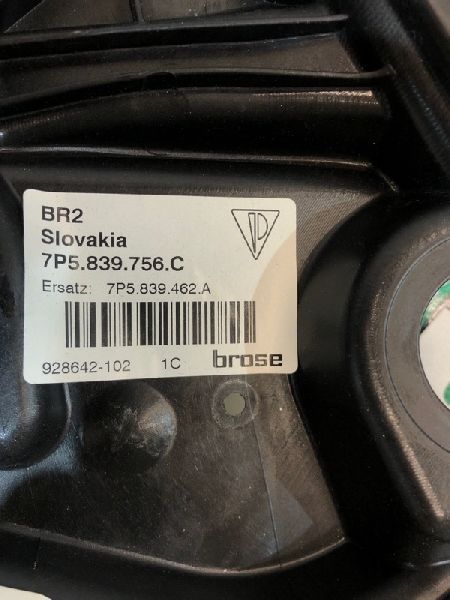 BR2
Slovakia
7P5.839.756.C
Ersatz: 7P5.839.462.A
928642-102 1C brose